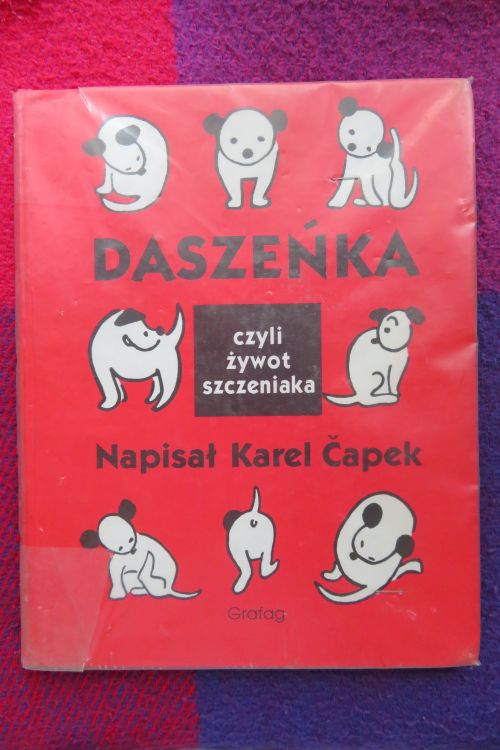 DASZEŃKA
czyli
żywot
szczeniaka
Napisał Karel Čapek
Grafag